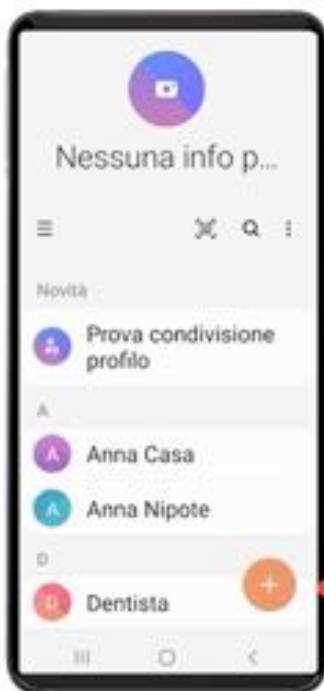 Nessuna info p...
Novità
Prova condivisione
profilo
A
A Anna Casa
A Anna Nipote
D
D Dentista